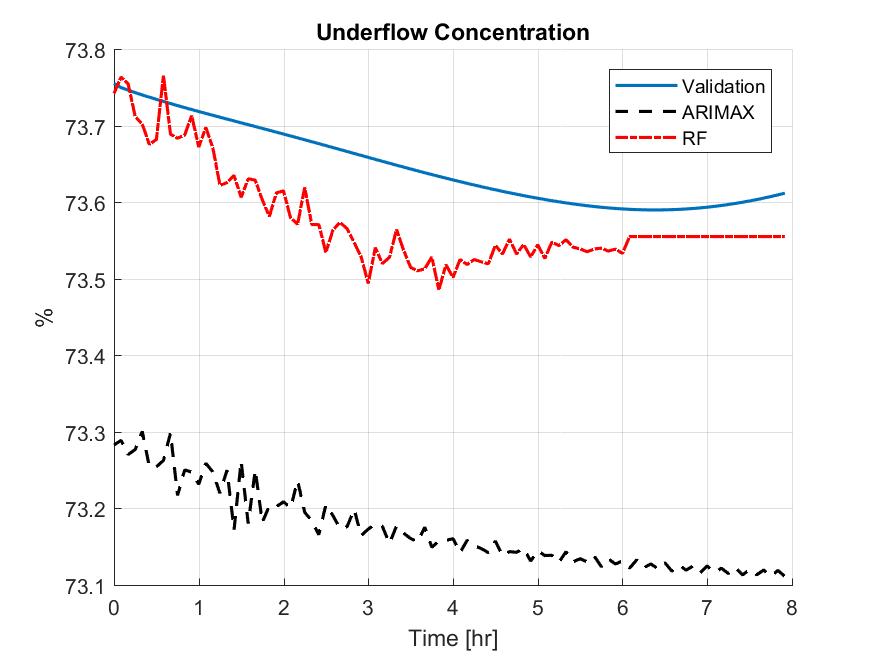 Underflow Concentration
73.8
73.7
73.6
73.5
73.4
73.3
73.2
73.1
%
Validation
ARIMAX
RF
0 1 2 3 4 5 6 7 8
Time [hr]